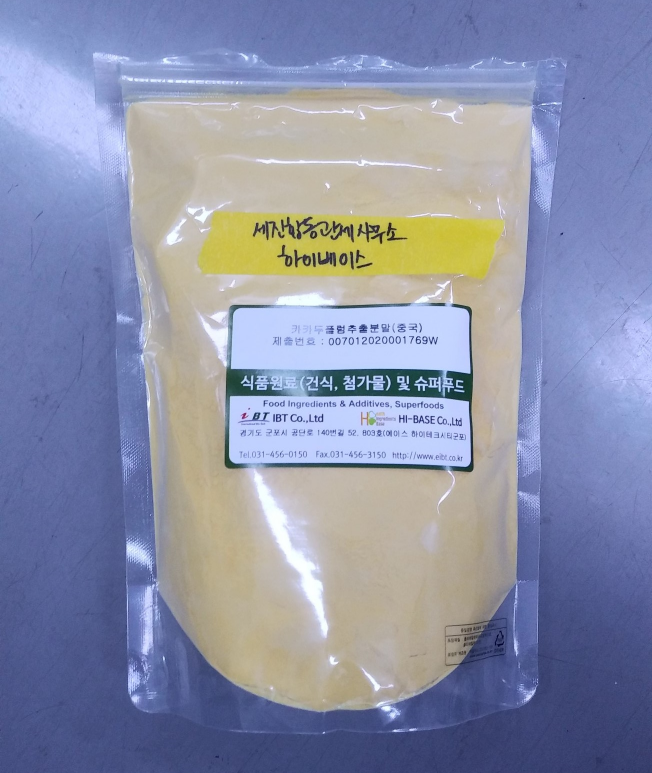 세진합동관세사무소
하이베이스
카카두플럼추출분말(중국)
제출번호 : 007012020001769W
식품원료(건식, 첨가물) 및 슈퍼푸드
Food Ingredients & Additives, Superfoods
iBT IBT Co.,Ltd HI-BASE Co.,Ltd
경기도 군포시 공단로 140번길 52. 803호(에이스 하이테크시티군포)
Tel.031-456-0150 Fax.031-456-3150 http://www.eibt.co.kr